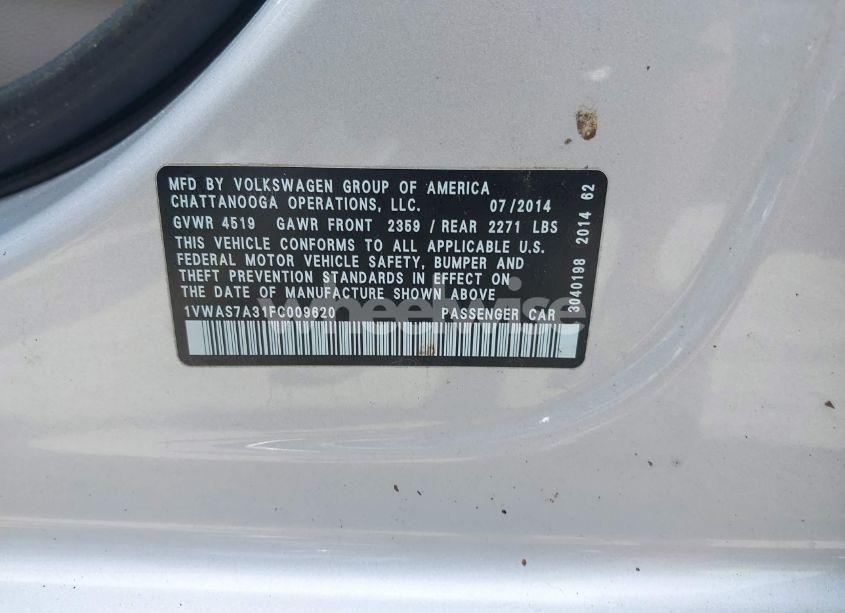 MFD BY VOLKSWAGEN GROUP OF AMERICA
CHATTANOOGA OPERATIONS, LLC. 07/2014
GVWR 4519 GAWR FRONT 2359 / REAR 2271 LBS
THIS VEHICLE CONFORMS TO ALL APPLICABLE U.S.
FEDERAL MOTOR VEHICLE SAFETY, BUMPER AND
THEFT PREVENTION STANDARDS IN EFFECT ON
THE DATE OF MANUFACTURE SHOWN ABOVE
1VWAS7A31FC009620 PASSENGER CAR
3040198 2014 62
wheelwise